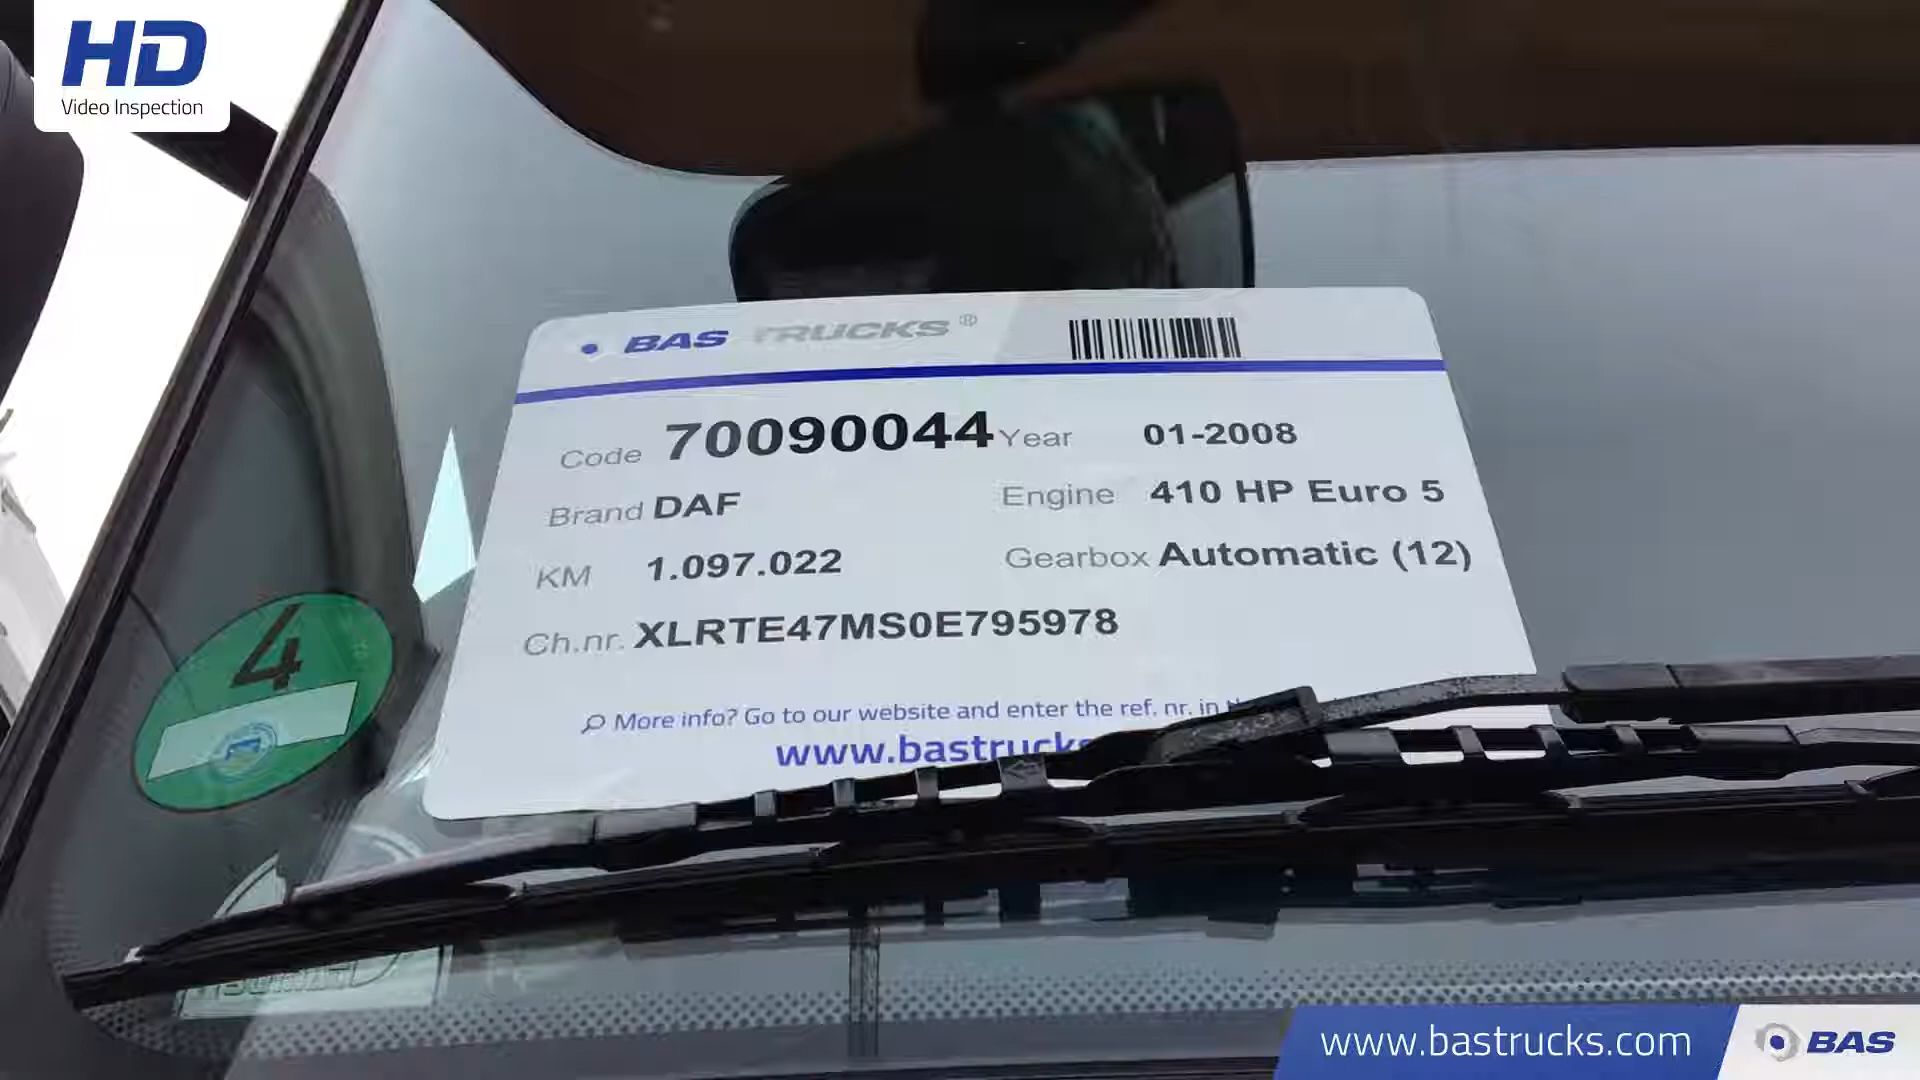 HD
Video Inspection
BAS TRUCKS®
Code 70090044 Year 01-2008
Brand DAF Engine 410 HP Euro 5
KM 1.097.022 Gearbox Automatic (12)
Ch.nr. XLRTE47MS0E795978
More info? Go to our website and enter the ref. nr. in
www.bastrucks
4
www.bastrucks.com
BAS